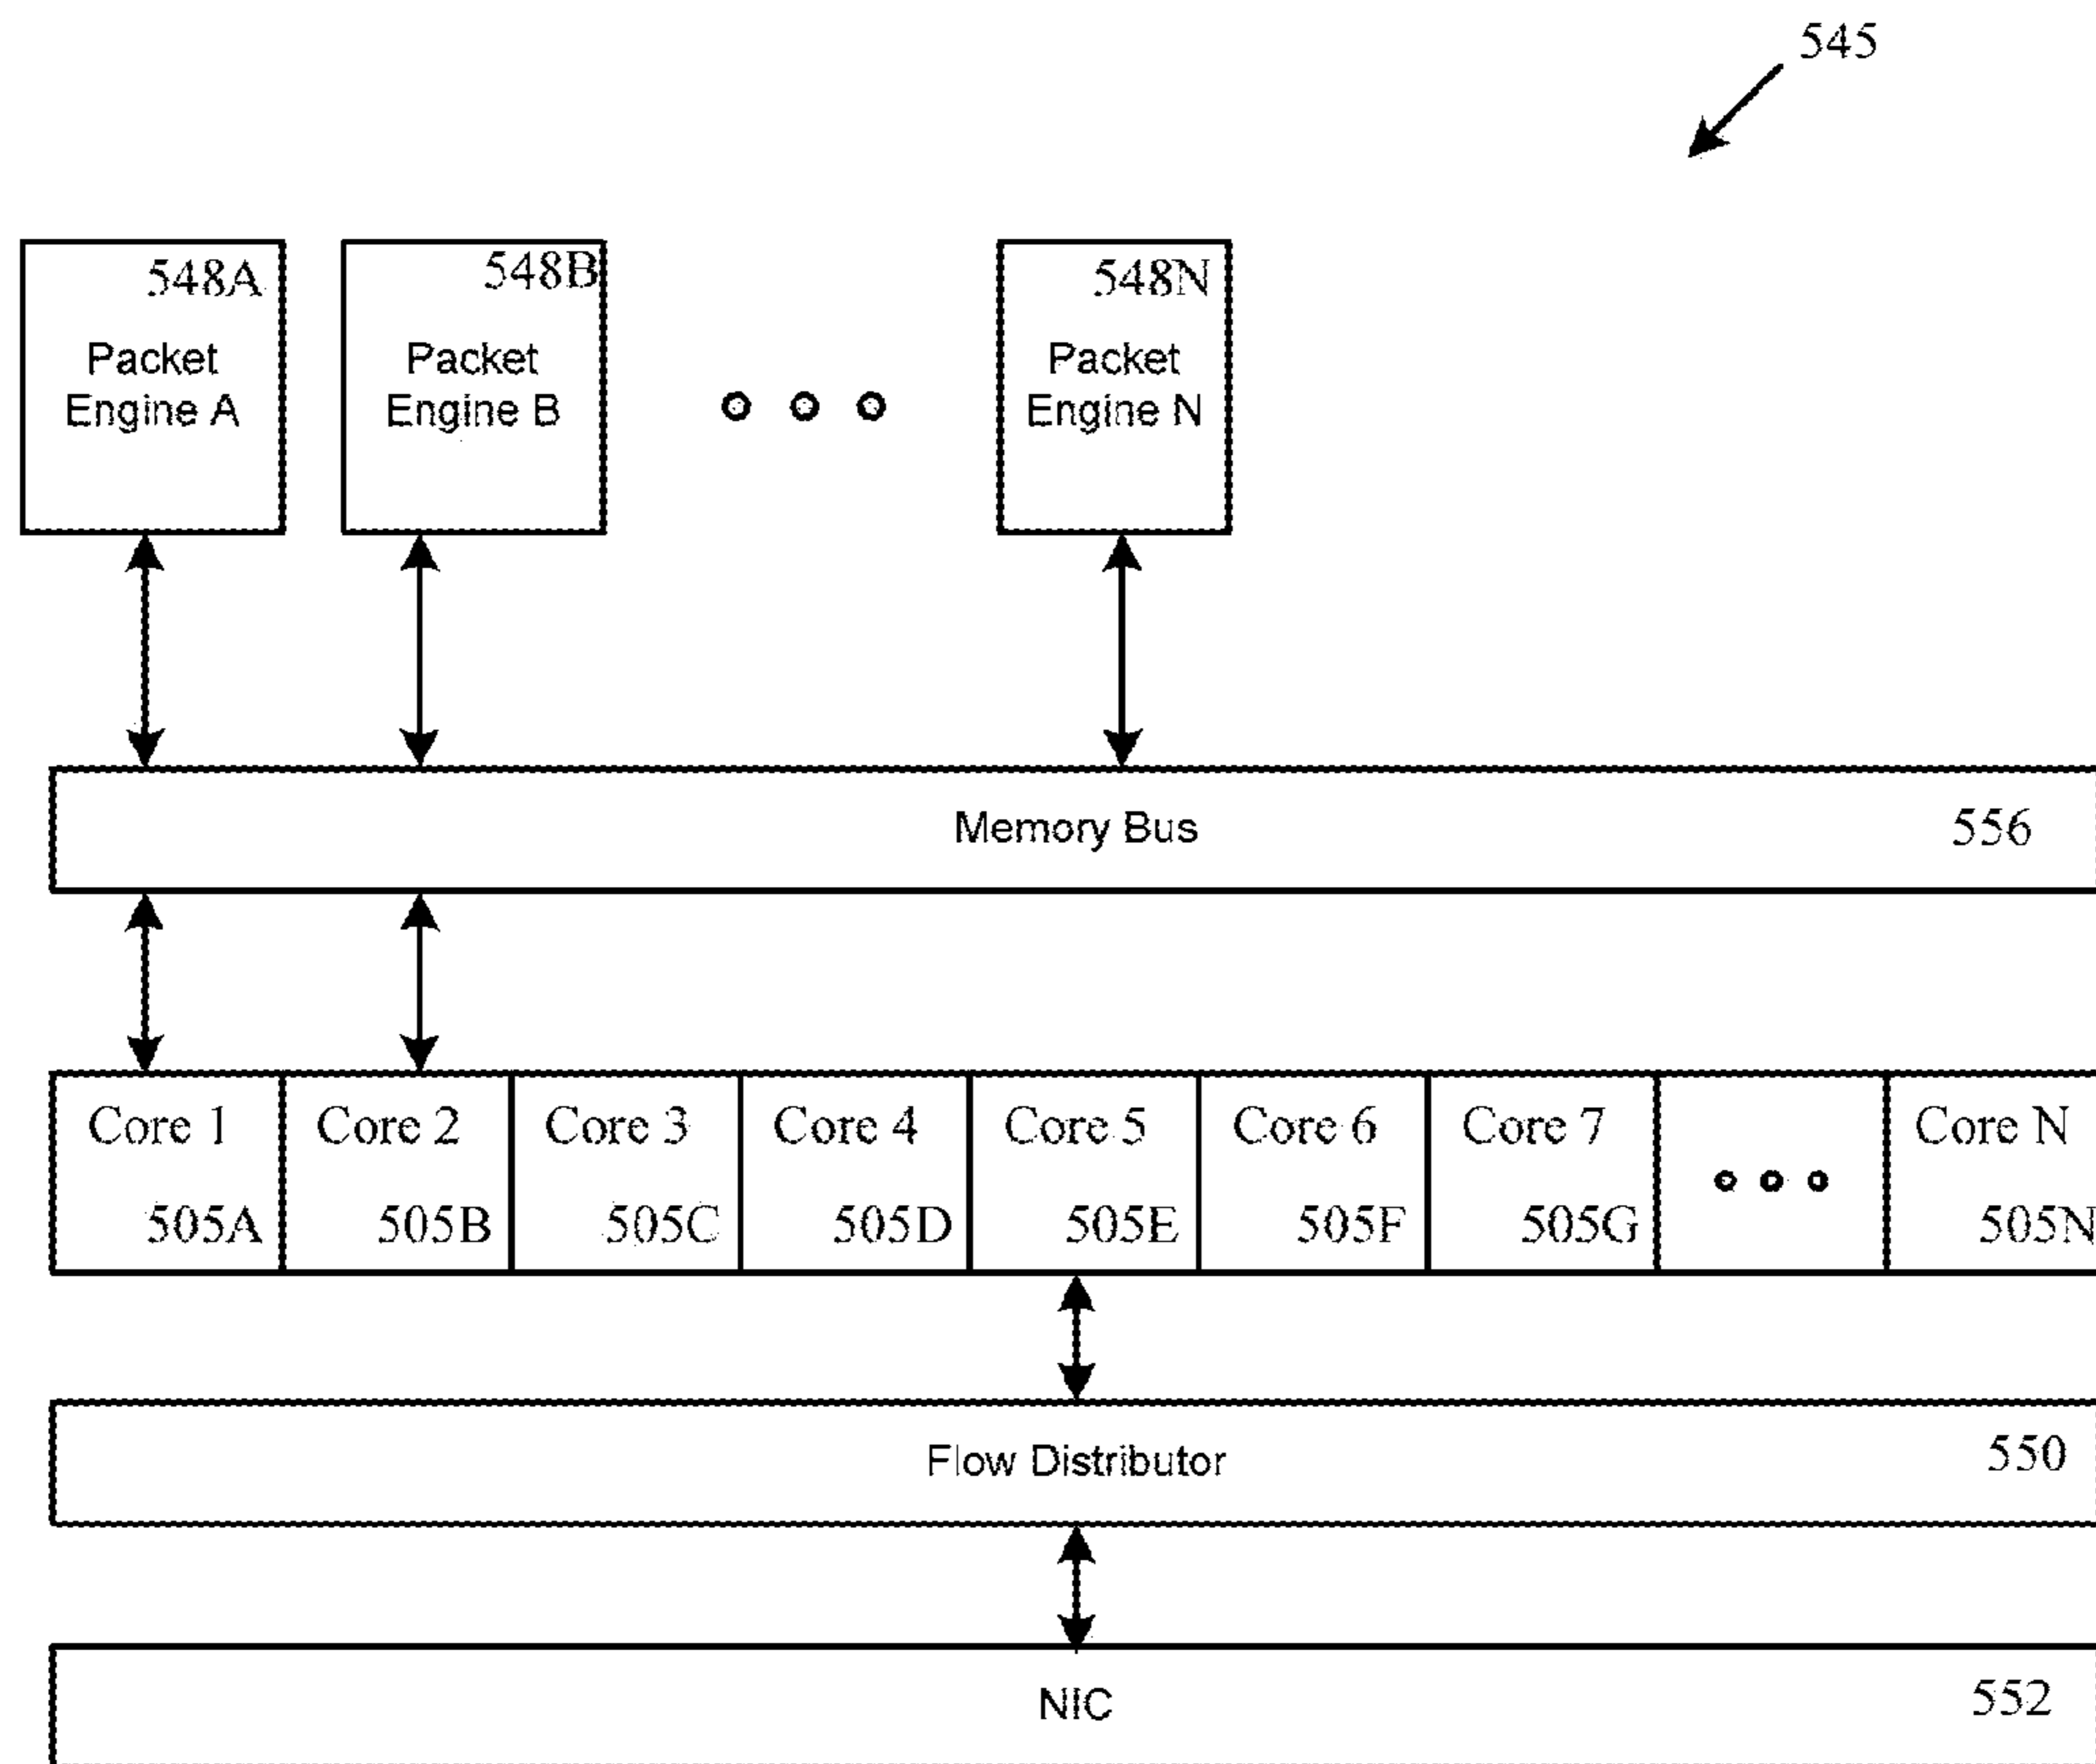 545
548A
Packet
Engine A
548B
Packet
Engine B
548N
Packet
Engine N
Memory Bus 556
Core 1 Core 2 Core 3 Core 4 Core 5 Core 6 Core 7 Core N
505A 505B 505C 505D 505E 505F 505G 505N
Flow Distributor 550
NIC 552